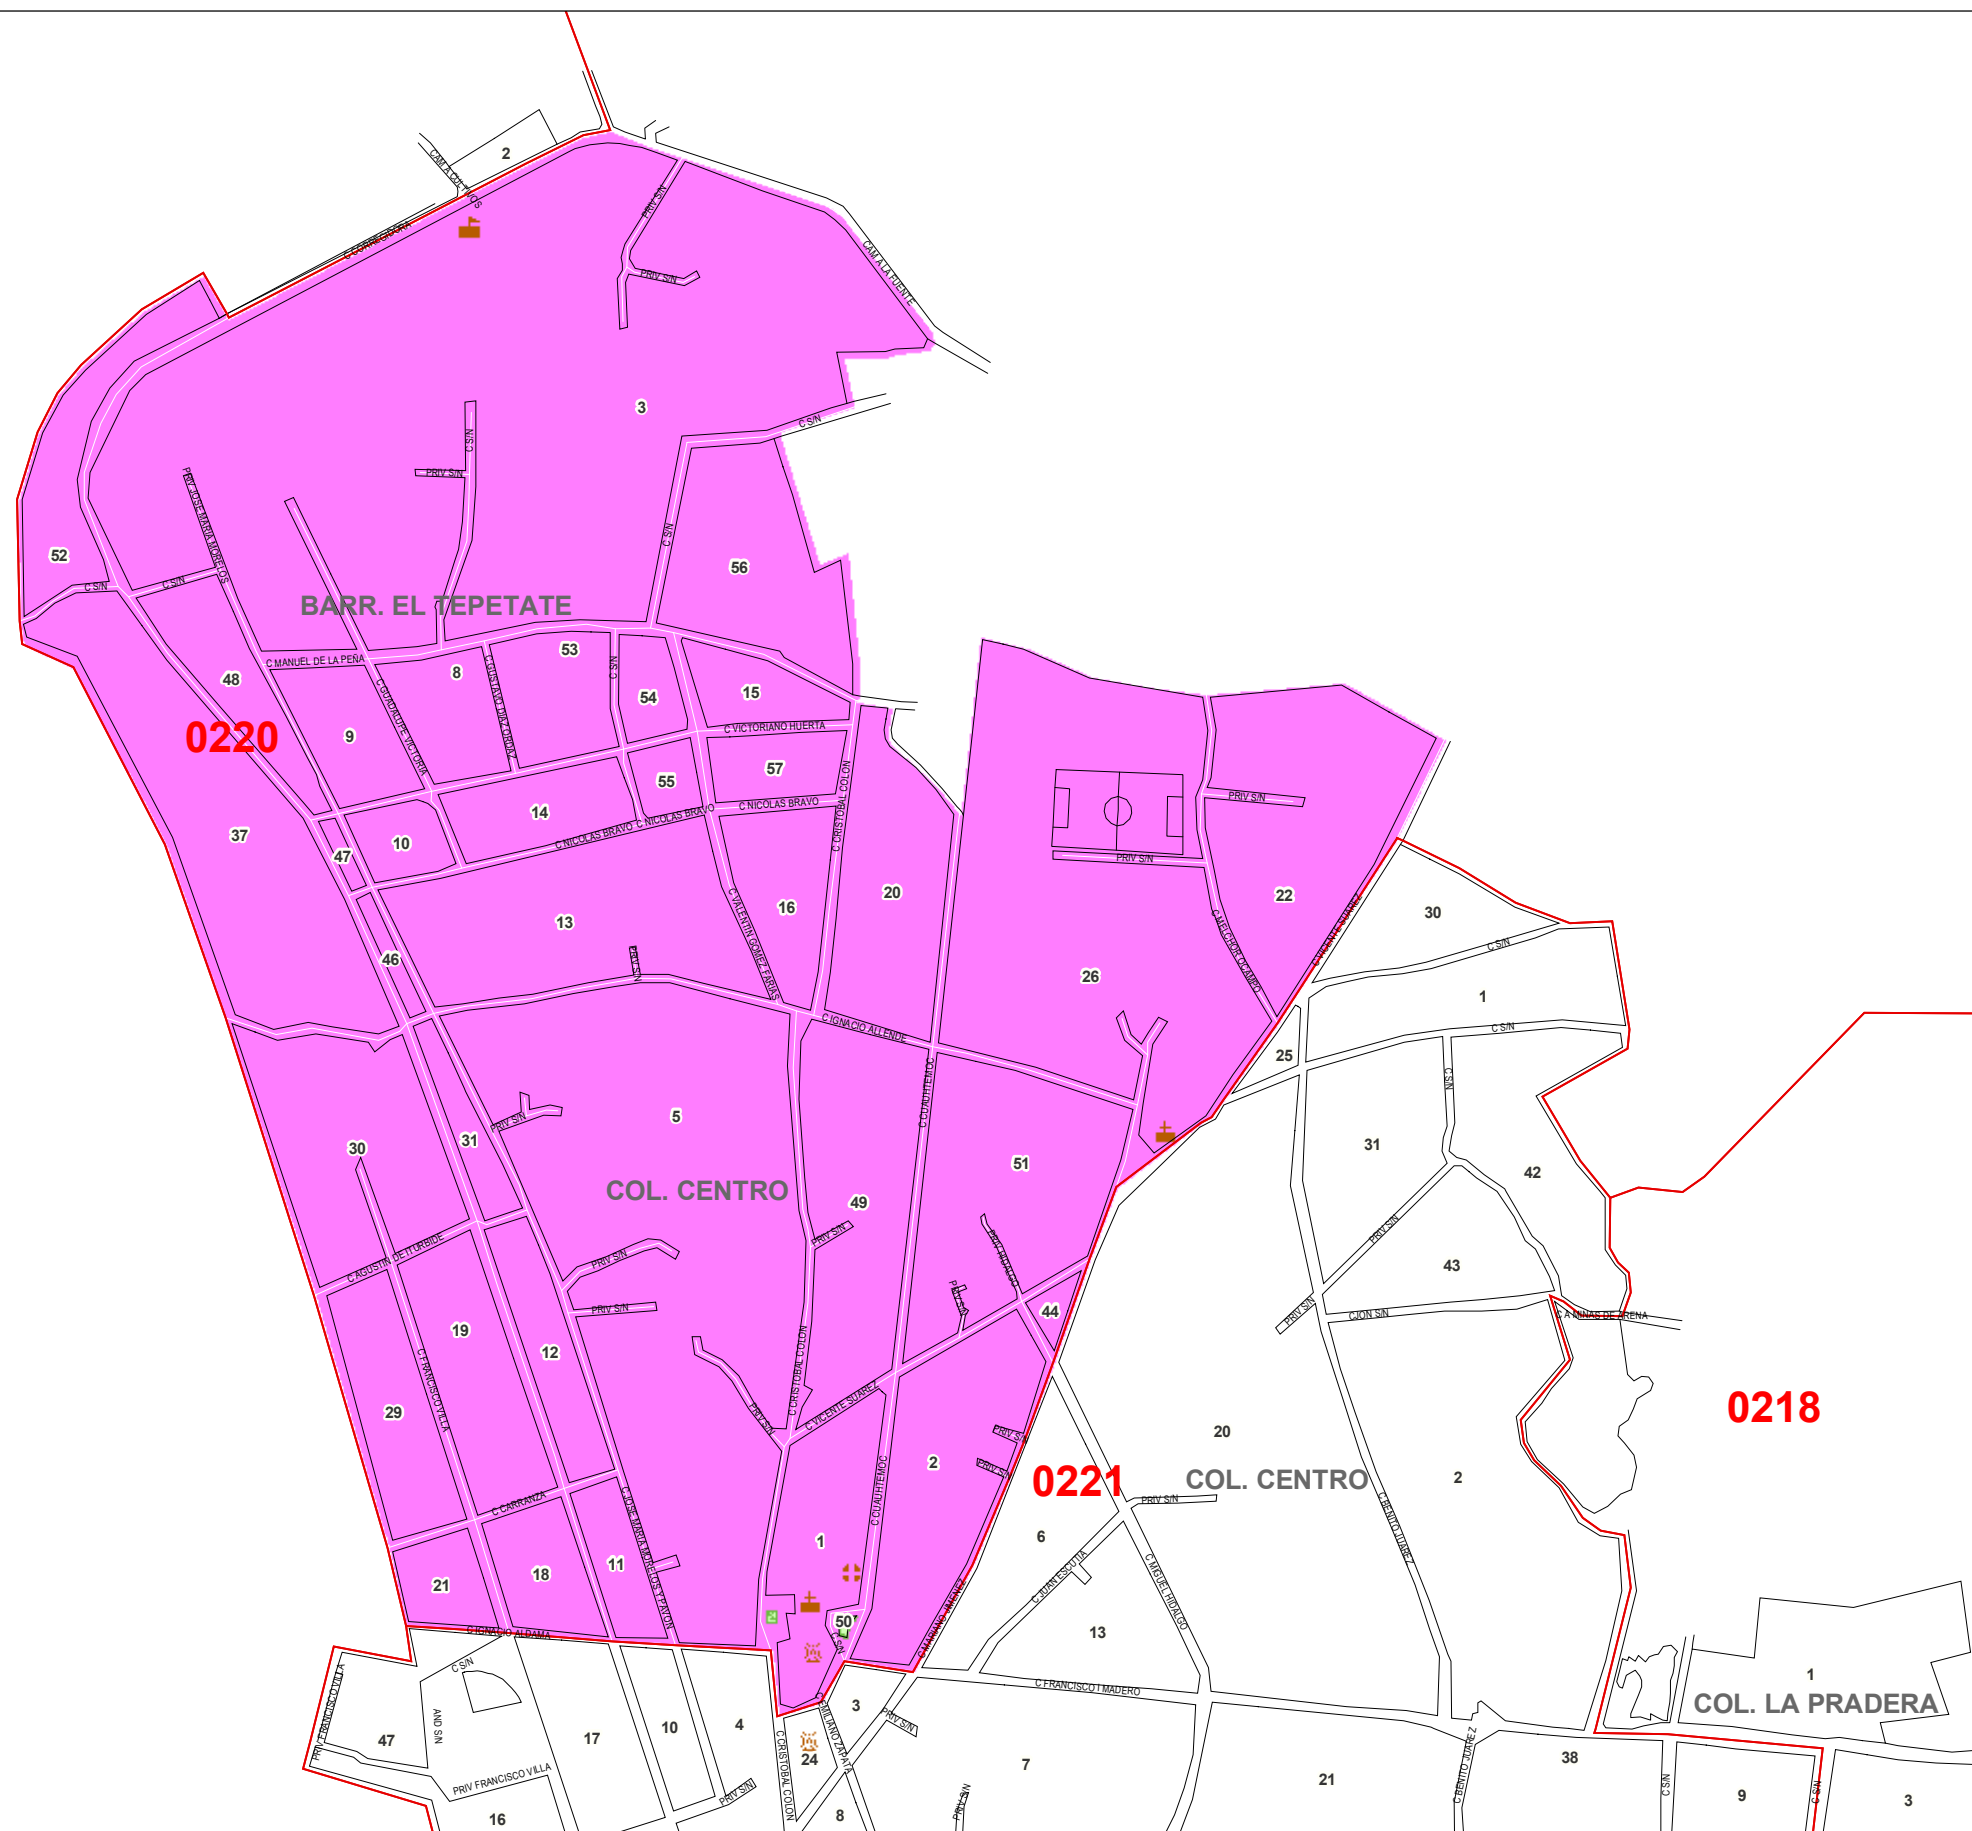 2
CAM A CULTIVOS
C CORREGIDORA
PRIV S/N
PRIV S/N
CAM A LA FUENTE
3
C S/N
C S/N
PRIV S/N
PRIV JOSE MARIA MORELOS
C S/N
52
56
C S/N
C S/N
BARR. EL TEPETATE
C MANUEL DE LA PEÑA
53
8
C GUSTAVO DIAZ ORDAZ
C S/N
48
54
15
C GUADALUPE VICTORIA
0220
9
C VICTORIANO HUERTA
57
55
C CRISTOBAL COLON
37
14
C NICOLAS BRAVO
C NICOLAS BRAVO
C NICOLAS BRAVO
10
47
PRIV S/N
PRIV S/N
20
22
16
13
C VALENTIN GOMEZ FARIAS
C MELCHOR OCAMPO
C VICENTE SUAREZ
30
C S/N
46
PRIV S/N
26
1
C IGNACIO ALLENDE
C S/N
25
C S/N
C CUAUHTEMOC
5
PRIV S/N
31
30
31
42
51
COL. CENTRO
49
PRIV S/N
PRIV S/N
C AGUSTIN DE ITURBIDE
PRIV S/N
PRIV HIDALGO
43
PRIV S/N
PRIV S/N
PRIV S/N
44
CJON S/N
C A MINAS DE ARENA
19
12
C FRANCISCO VILLA
C CRISTOBAL COLON
29
C VICENTE SUAREZ
PRIV S/N
0218
20
PRIV S/N
2
PRIV S/N
0221
COL. CENTRO
2
C CARRANZA
C CUAUHTEMOC
PRIV S/N
C BENITO JUAREZ
C JOSE MARIA MORELOS Y PAVON
1
6
C JUAN ESCUTIA
C MIGUEL HIDALGO
11
18
21
50
C S/N
C MARIANO JIMENEZ
13
C IGNACIO ALDAMA
C S/N
PRIV FRANCISCO VILLA
AND S/N
C FRANCISCO I MADERO
1
COL. LA PRADERA
3
PRIV S/N
C EMILIANO ZAPATA
C CRISTOBAL COLON
4
10
17
47
24
7
38
C BENITO JUAREZ
21
PRIV FRANCISCO VILLA
PRIV S/N
PRIV S/N
C S/N
9
C S/N
3
16
8